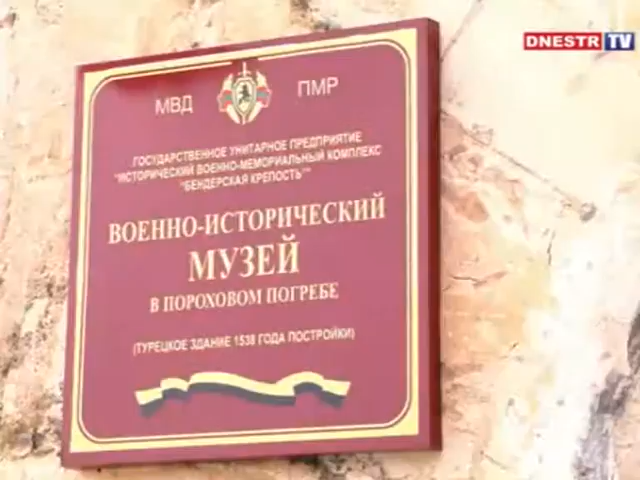 DNESTR TV
МВД ПМР
ГОСУДАРСТВЕННОЕ УНИТАРНОЕ ПРЕДПРИЯТИЕ
"ИСТОРИЧЕСКИЙ ВОЕННО-МЕМОРИАЛЬНЫЙ КОМПЛЕКС
"БЕНДЕРСКАЯ КРЕПОСТЬ""
ВОЕННО-ИСТОРИЧЕСКИЙ
МУЗЕЙ
В ПОРОХОВОМ ПОГРЕБЕ
(ТУРЕЦКОЕ ЗДАНИЕ 1538 ГОДА ПОСТРОЙКИ)